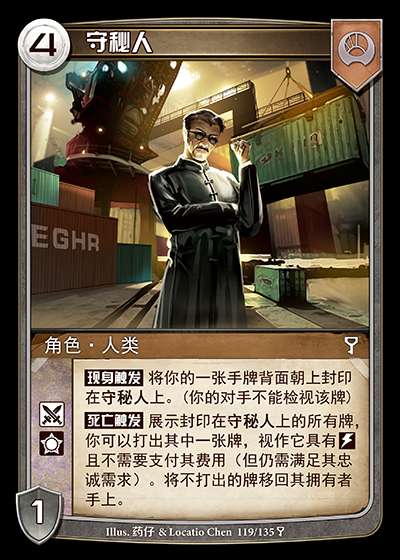 4 守秘人
EGHR
角色·人类
现身触发 将你的一张手牌背面朝上封印
在守秘人上。（你的对手不能检视该牌）
死亡触发 展示封印在守秘人上的所有牌，
你可以打出其中一张牌，视作它具有
且不需要支付其费用（但仍需满足其忠
诚需求）。将不打出的牌移回其拥有者
手上。
1
Illus. 药仔 & Locatio Chen 119/135